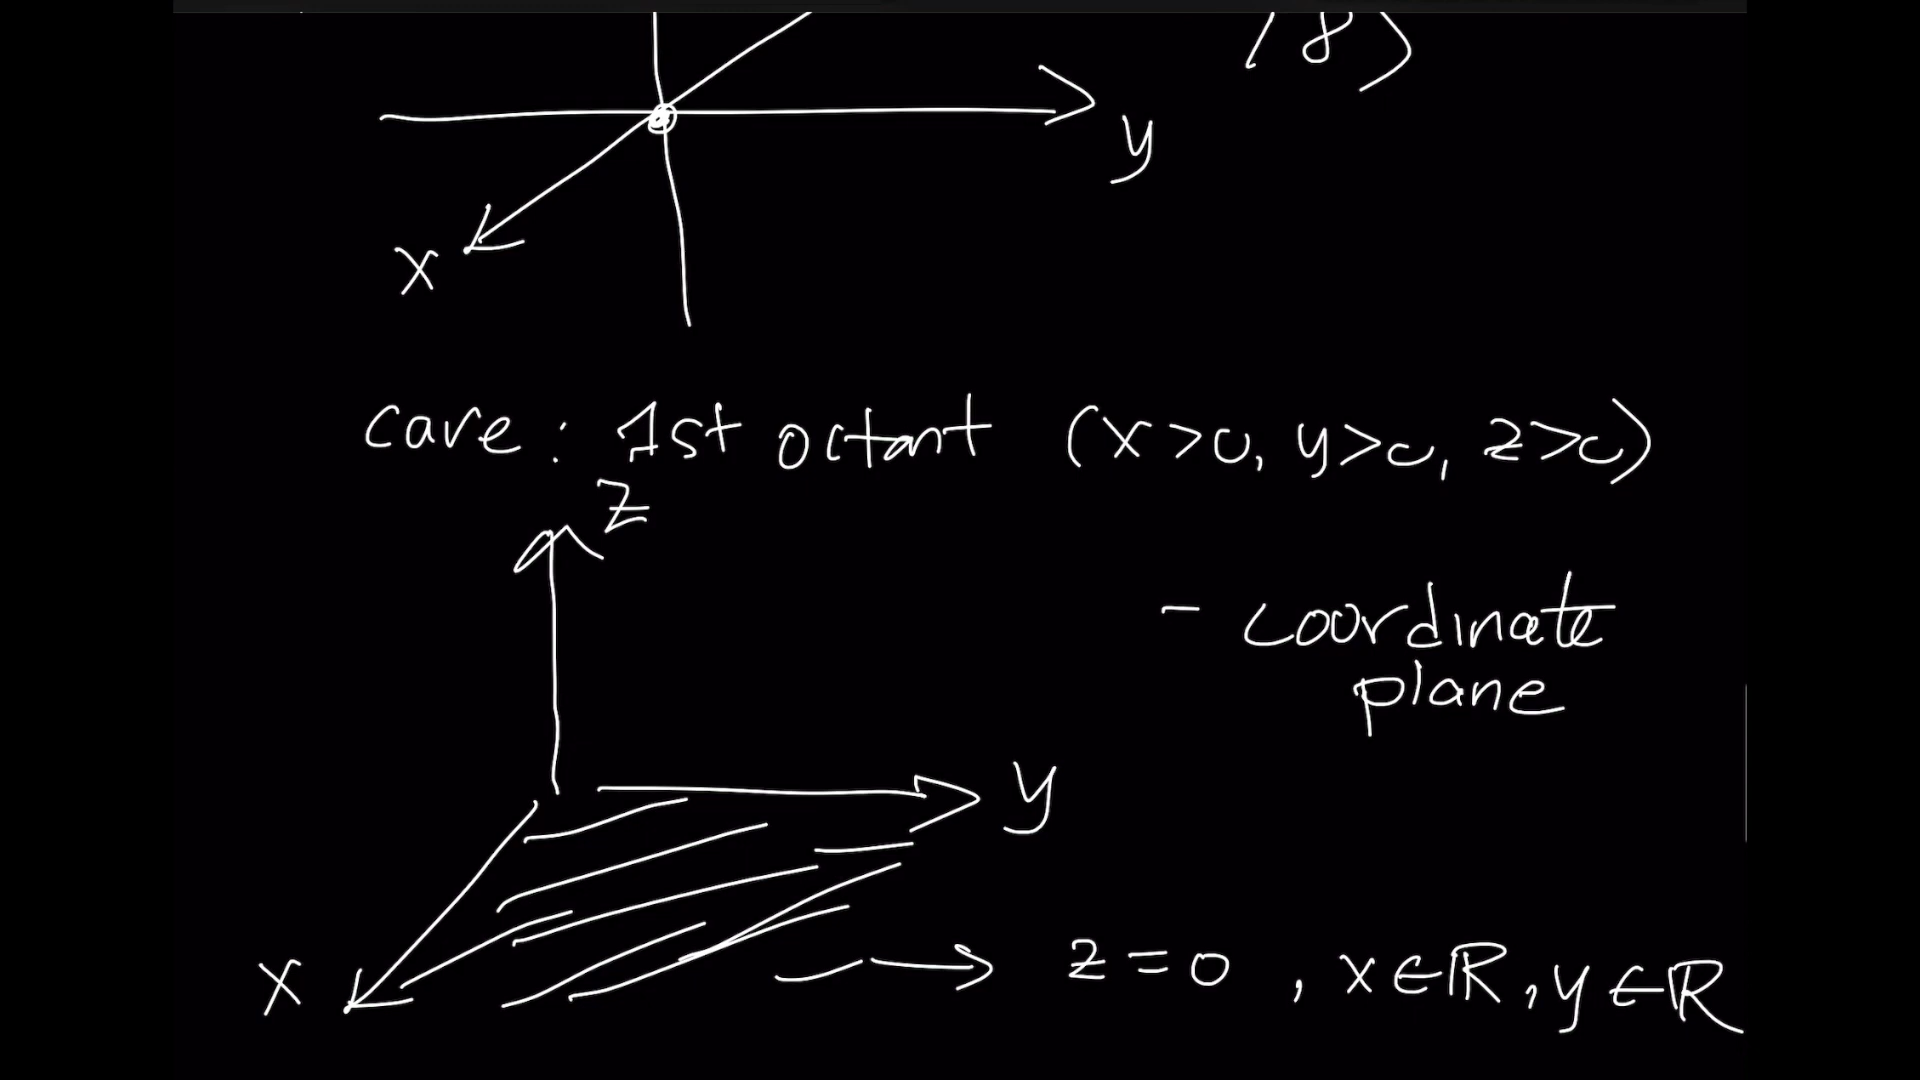 (8)
y
x
care: 1st octant (x>0, y>0, z>0)
z
- coordinate
plane
y
x
→ z=0, x∈ℝ, y∈ℝ